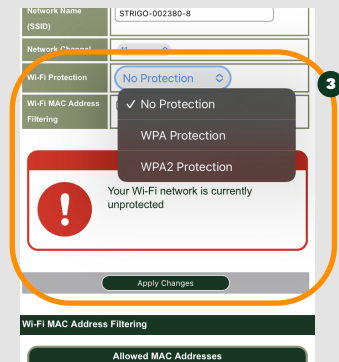 Network Name
(SSID)
STRIGO-002380-8
Network Channel
Wi-Fi Protection
No Protection
3
Wi-Fi MAC Address
Filtering
✓ No Protection
WPA Protection
WPA2 Protection
Your Wi-Fi network is currently
unprotected
Apply Changes
Wi-Fi MAC Address Filtering
Allowed MAC Addresses